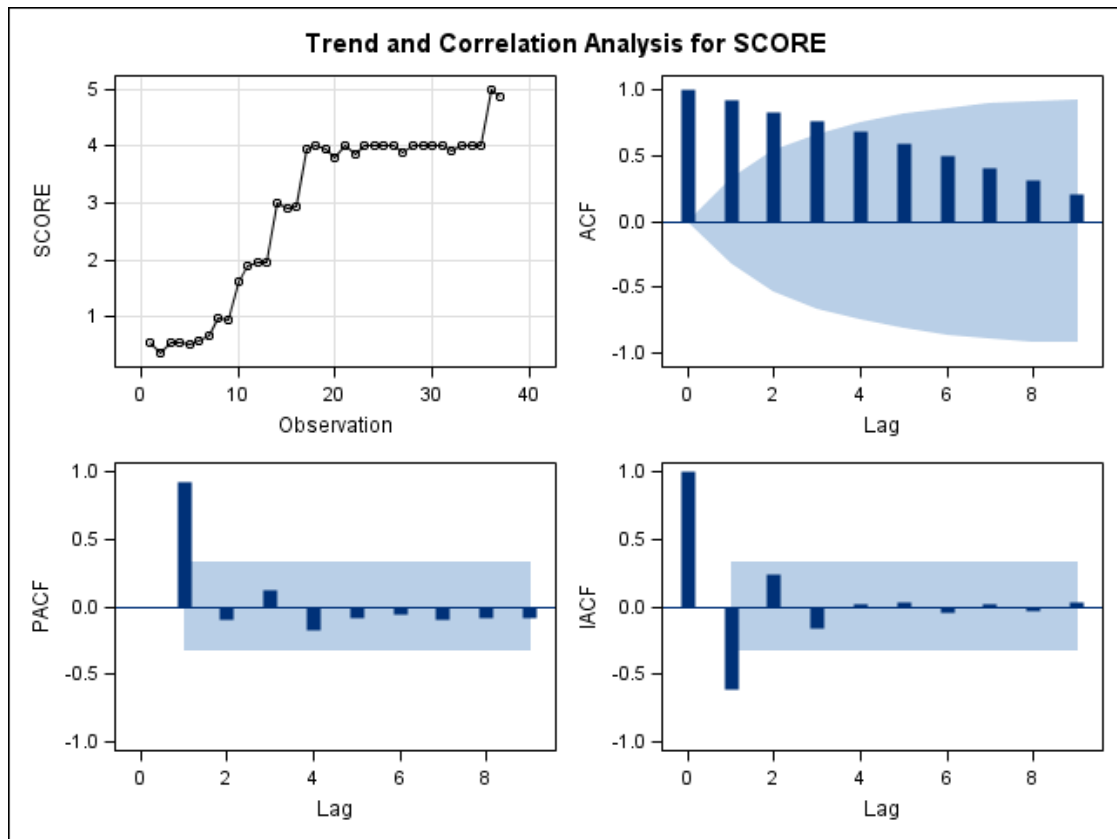 Trend and Correlation Analysis for SCORE
5
4
3
2
1
SCORE
0 10 20 30 40
Observation
1.0
0.5
0.0
-0.5
-1.0
ACF
0 2 4 6 8
Lag
1.0
0.5
0.0
-0.5
-1.0
PACF
0 2 4 6 8
Lag
1.0
0.5
0.0
-0.5
-1.0
IACF
0 2 4 6 8
Lag